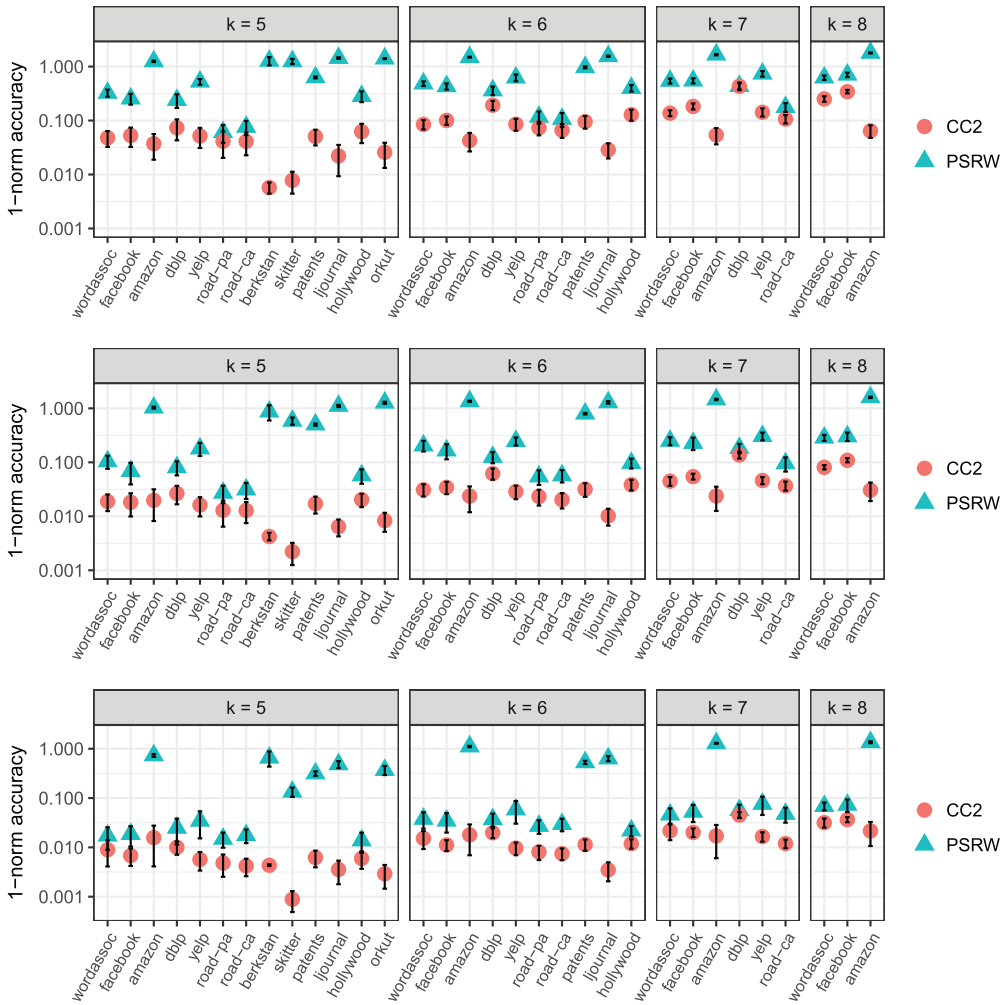 k = 5
k = 6
k = 7
k = 8
1−norm accuracy
1.000
0.100
0.010
0.001
wordassoc
facebook
amazon
dblp
yelp
road−pa
road−ca
berkstan
skitter
patents
ljournal
hollywood
orkut
wordassoc
facebook
amazon
dblp
yelp
road−pa
road−ca
patents
ljournal
hollywood
wordassoc
facebook
amazon
dblp
yelp
road−ca
wordassoc
facebook
amazon
CC2
PSRW
k = 5
k = 6
k = 7
k = 8
1−norm accuracy
1.000
0.100
0.010
0.001
wordassoc
facebook
amazon
dblp
yelp
road−pa
road−ca
berkstan
skitter
patents
ljournal
hollywood
orkut
wordassoc
facebook
amazon
dblp
yelp
road−pa
road−ca
patents
ljournal
hollywood
wordassoc
facebook
amazon
dblp
yelp
road−ca
wordassoc
facebook
amazon
CC2
PSRW
k = 5
k = 6
k = 7
k = 8
1−norm accuracy
1.000
0.100
0.010
0.001
wordassoc
facebook
amazon
dblp
yelp
road−pa
road−ca
berkstan
skitter
patents
ljournal
hollywood
orkut
wordassoc
facebook
amazon
dblp
yelp
road−pa
road−ca
patents
ljournal
hollywood
wordassoc
facebook
amazon
dblp
yelp
road−ca
wordassoc
facebook
amazon
CC2
PSRW